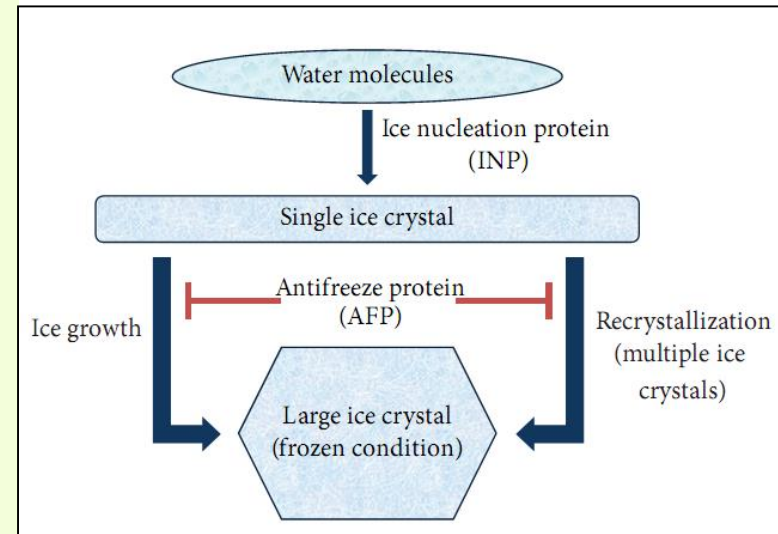 Water molecules
Ice nucleation protein
(INP)
Single ice crystal
Antifreeze protein
(AFP)
Ice growth
Recrystallization
(multiple ice
crystals)
Large ice crystal
(frozen condition)